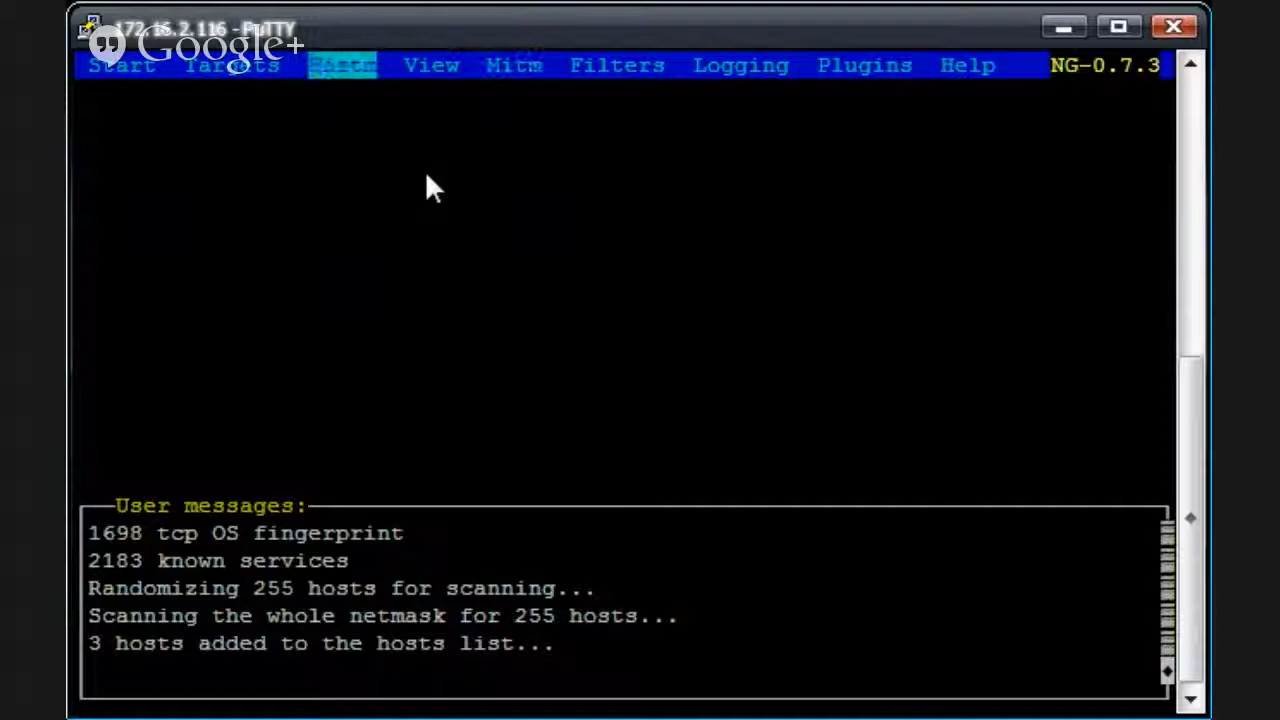 172.16.2.116 - PuTTY
Google+
Start Targets Hosts View Mitm Filters Logging Plugins Help NG-0.7.3
User messages:
1698 tcp OS fingerprint
2183 known services
Randomizing 255 hosts for scanning...
Scanning the whole netmask for 255 hosts...
3 hosts added to the hosts list...